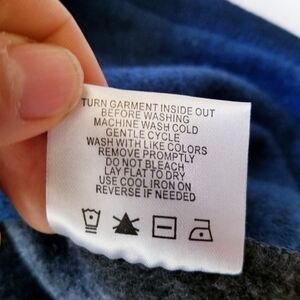 TURN GARMENT INSIDE OUT
BEFORE WASHING
MACHINE WASH COLD
GENTLE CYCLE
WASH WITH LIKE COLORS
REMOVE PROMPTLY
DO NOT BLEACH
LAY FLAT TO DRY
USE COOL IRON ON
REVERSE IF NEEDED